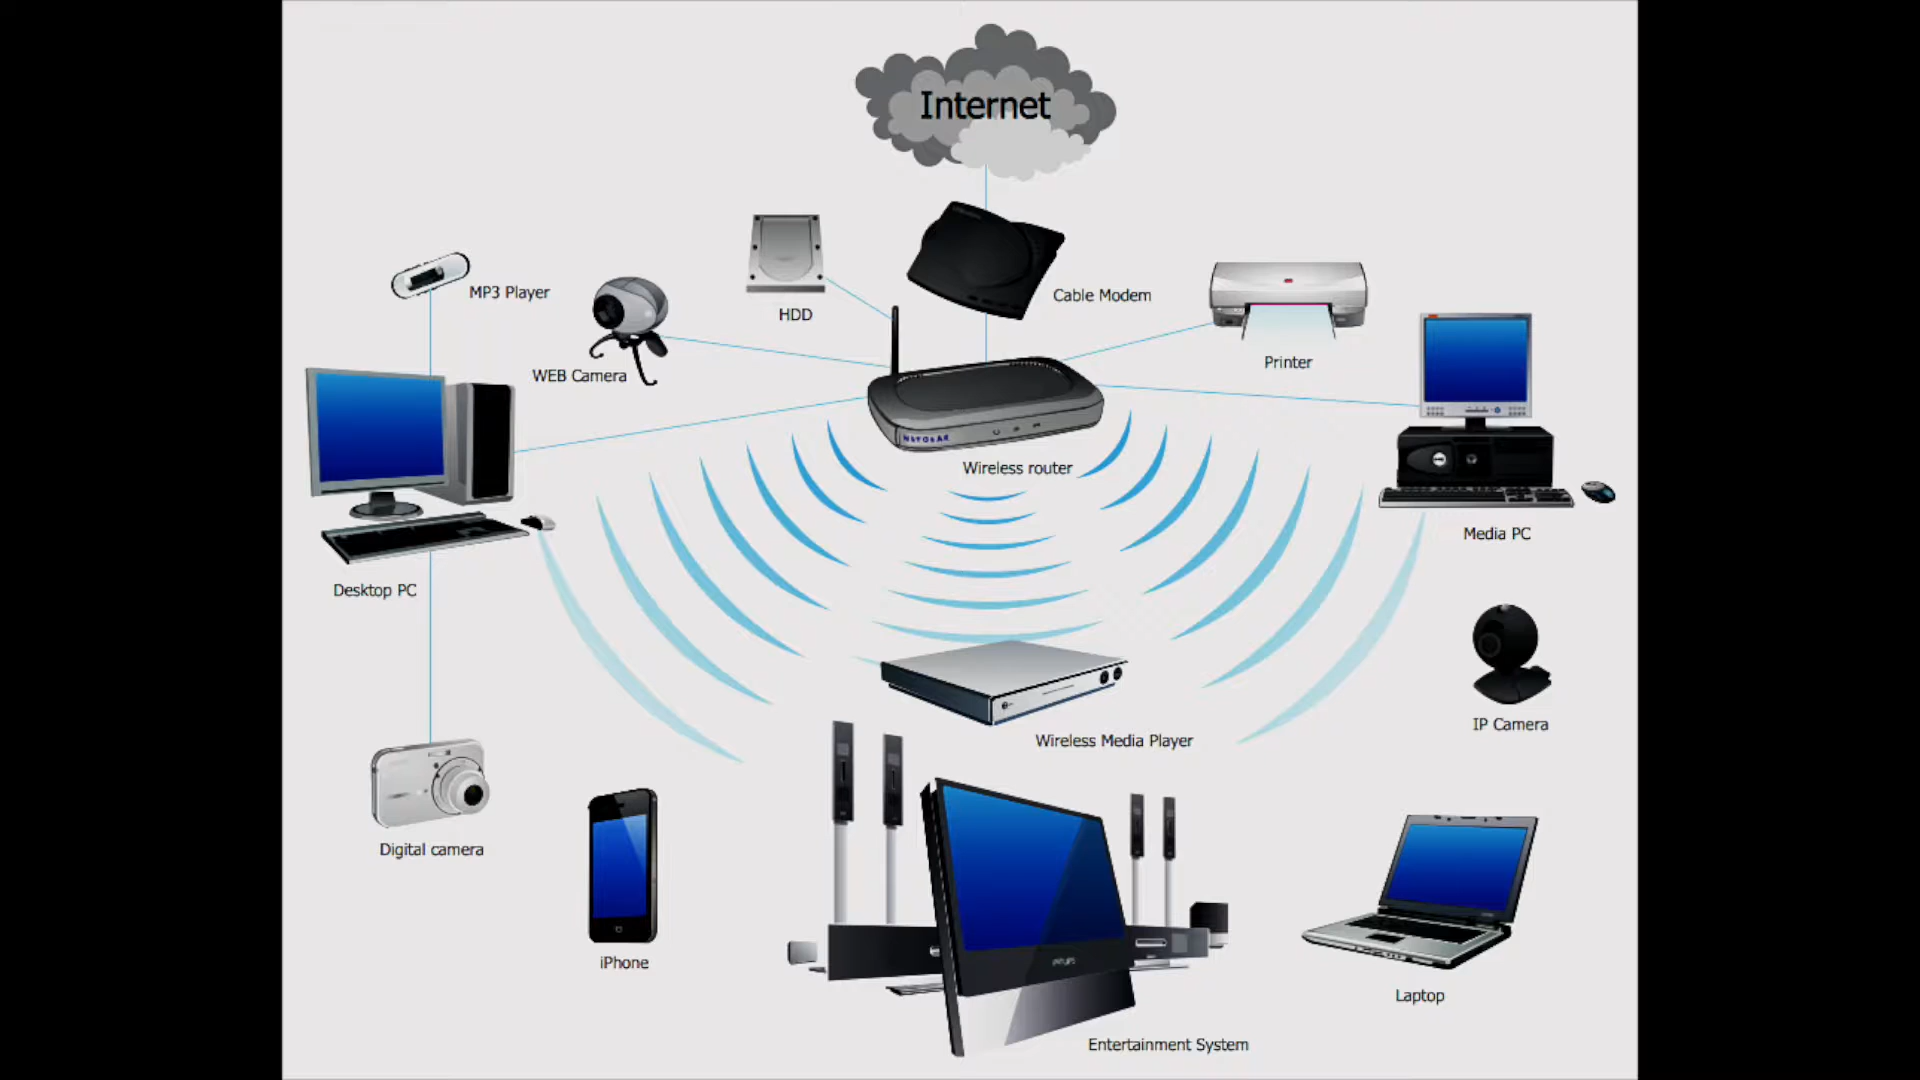 Internet
MP3 Player
HDD
Cable Modem
WEB Camera
Printer
NETGEAR
Wireless router
Media PC
Desktop PC
IP Camera
Wireless Media Player
Digital camera
iPhone
Laptop
Entertainment System